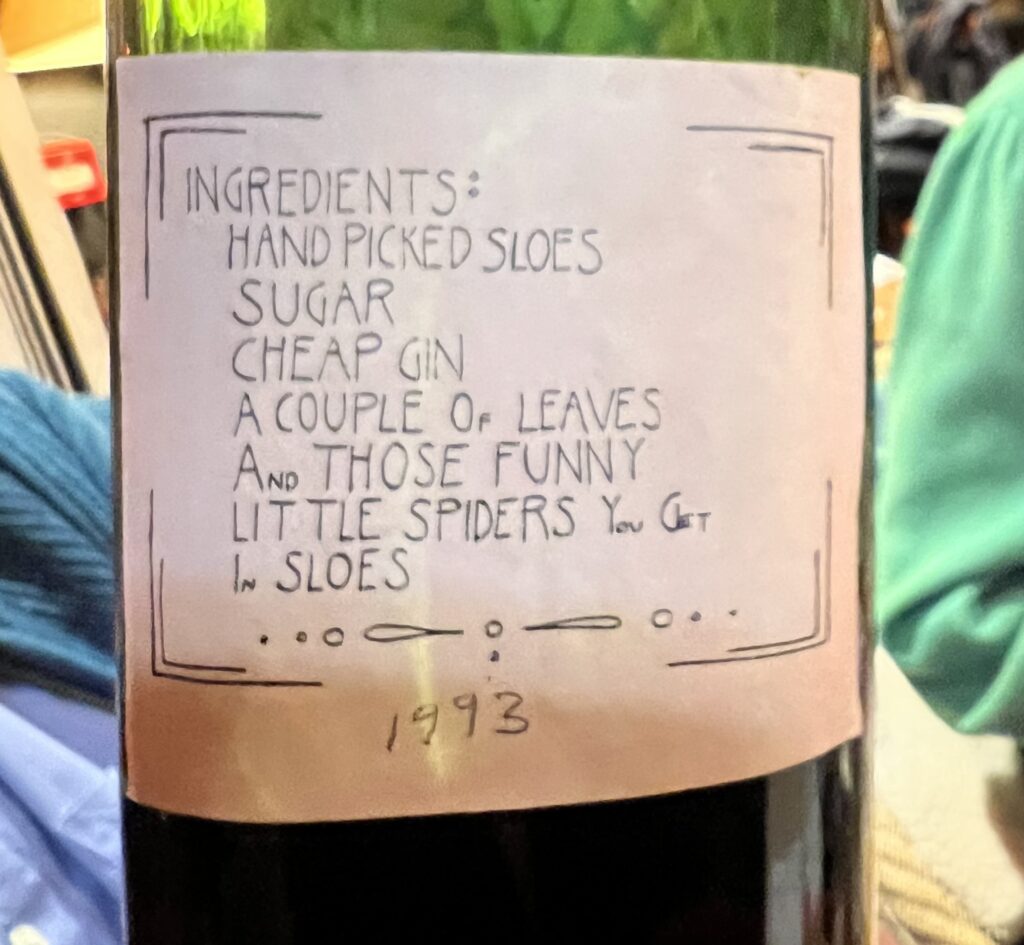 INGREDIENTS:
HAND PICKED SLOES
SUGAR
CHEAP GIN
A COUPLE OF LEAVES
AND THOSE FUNNY
LITTLE SPIDERS YOU GET
IN SLOES
1993